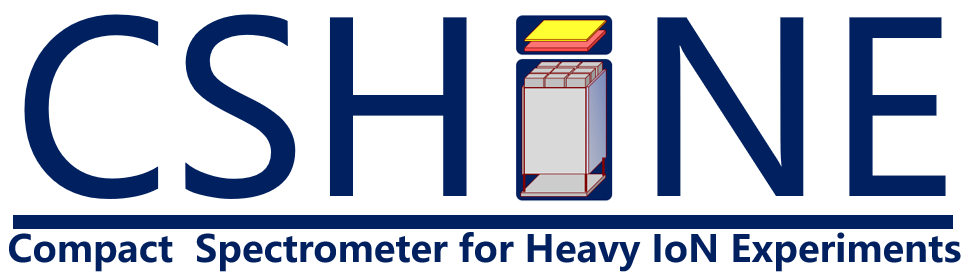 CSHiNE
Compact Spectrometer for Heavy IoN Experiments